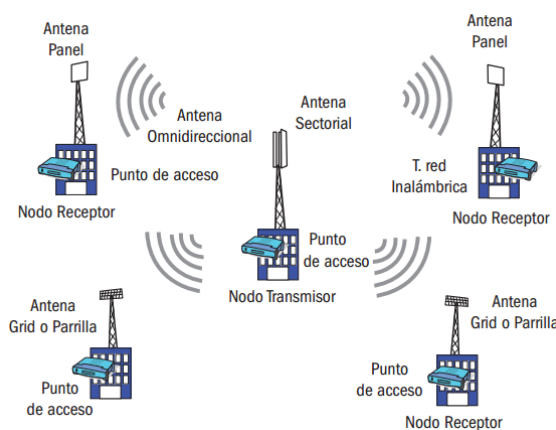 Antena
Panel
Antena
Panel
Antena
Omnidireccional
Antena
Sectorial
Punto de acceso
T. red
Inalámbrica
Nodo Receptor
Nodo Receptor
Punto
de acceso
Nodo Transmisor
Antena
Grid o Parrilla
Antena
Grid o Parrilla
Punto
de acceso
Punto
de acceso
Nodo Receptor